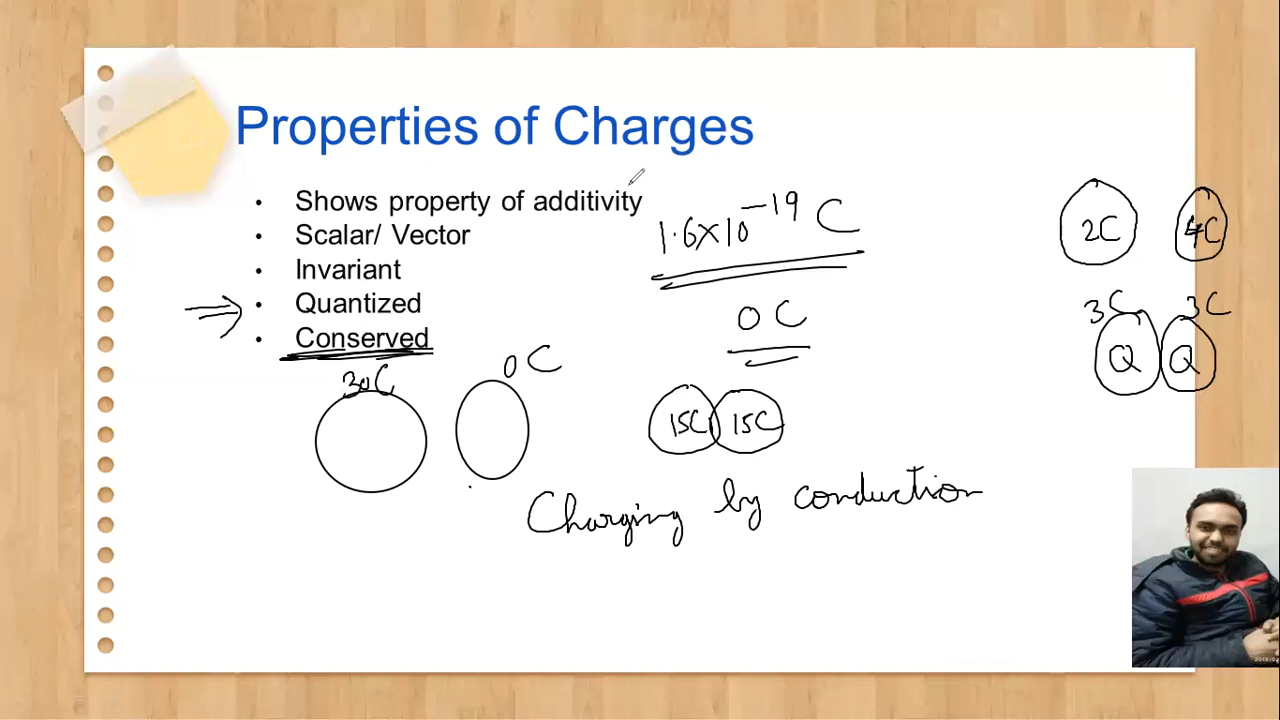 Properties of Charges
• Shows property of additivity
• Scalar/ Vector
• Invariant
• Quantized
• Conserved
1.6×10⁻¹⁹ C
0 C
2C 4C
3C 3C
Q Q
30C 0 C
15C 15C
Charging by conduction